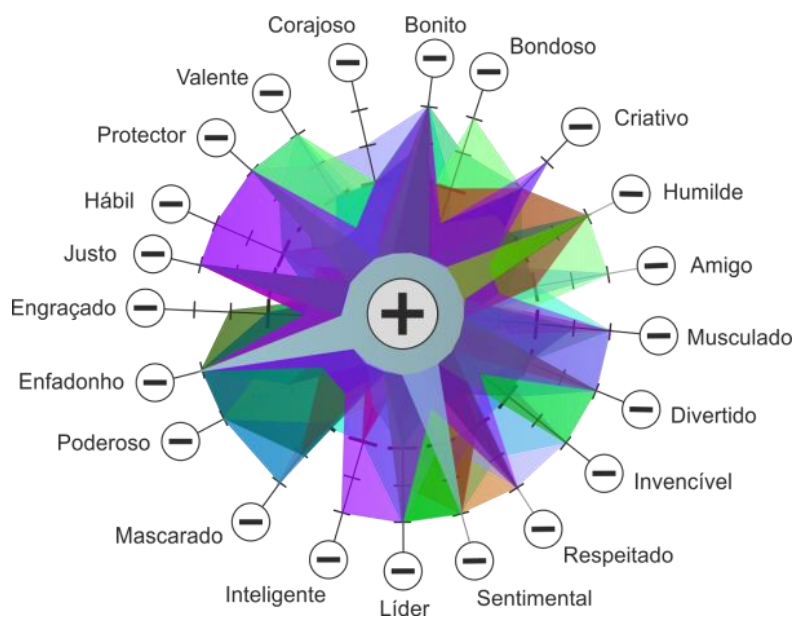 Corajoso
Bonito
Bondoso
Valente
Criativo
Protector
Humilde
Hábil
Justo
Amigo
Engraçado
Musculado
Enfadonho
Divertido
Poderoso
Invencível
Mascarado
Respeitado
Inteligente
Líder
Sentimental